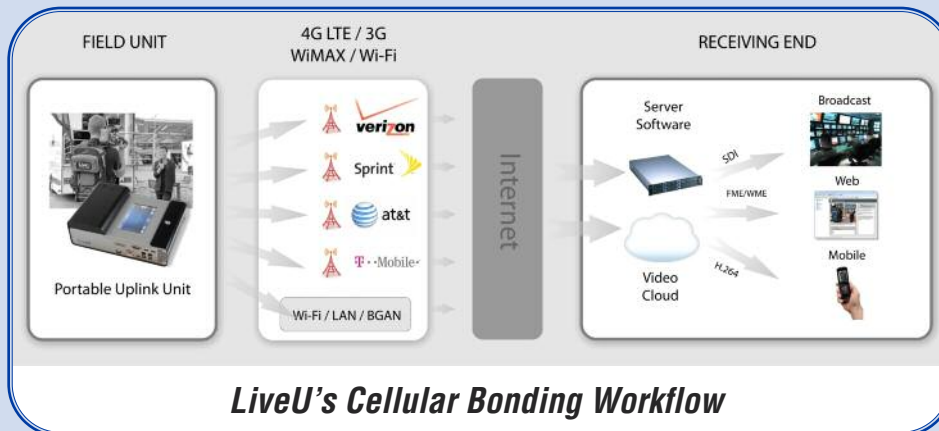 FIELD UNIT
4G LTE / 3G
WiMAX / Wi-Fi
RECEIVING END
Portable Uplink Unit
verizon
Sprint
at&t
T··Mobile·
Wi-Fi / LAN / BGAN
Internet
Server
Software
Video
Cloud
SDI
FME/WME
H.264
Broadcast
Web
Mobile
LiveU's Cellular Bonding Workflow